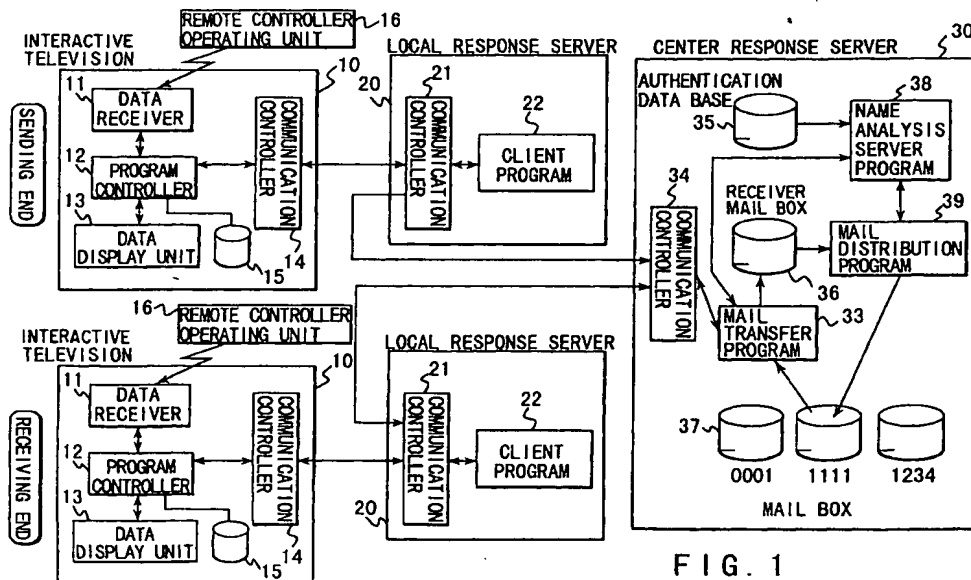 REMOTE CONTROLLER
OPERATING UNIT
16
INTERACTIVE
TELEVISION
10
SENDING END
11
DATA
RECEIVER
12
PROGRAM
CONTROLLER
13
DATA
DISPLAY UNIT
15
COMMUNICATION
CONTROLLER
14
LOCAL RESPONSE SERVER
20
21
COMMUNICATION
CONTROLLER
22
CLIENT
PROGRAM
CENTER RESPONSE SERVER
30
AUTHENTICATION
DATA BASE
35
38
NAME
ANALYSIS
SERVER
PROGRAM
34
COMMUNICATION
CONTROLLER
RECEIVER
MAIL BOX
36
39
MAIL
DISTRIBUTION
PROGRAM
33
MAIL
TRANSFER
PROGRAM
37
0001
1111
1234
MAIL BOX
16
REMOTE CONTROLLER
OPERATING UNIT
INTERACTIVE
TELEVISION
10
RECEIVING END
11
DATA
RECEIVER
12
PROGRAM
CONTROLLER
13
DATA
DISPLAY UNIT
15
COMMUNICATION
CONTROLLER
14
LOCAL RESPONSE SERVER
20
21
COMMUNICATION
CONTROLLER
22
CLIENT
PROGRAM
FIG. 1